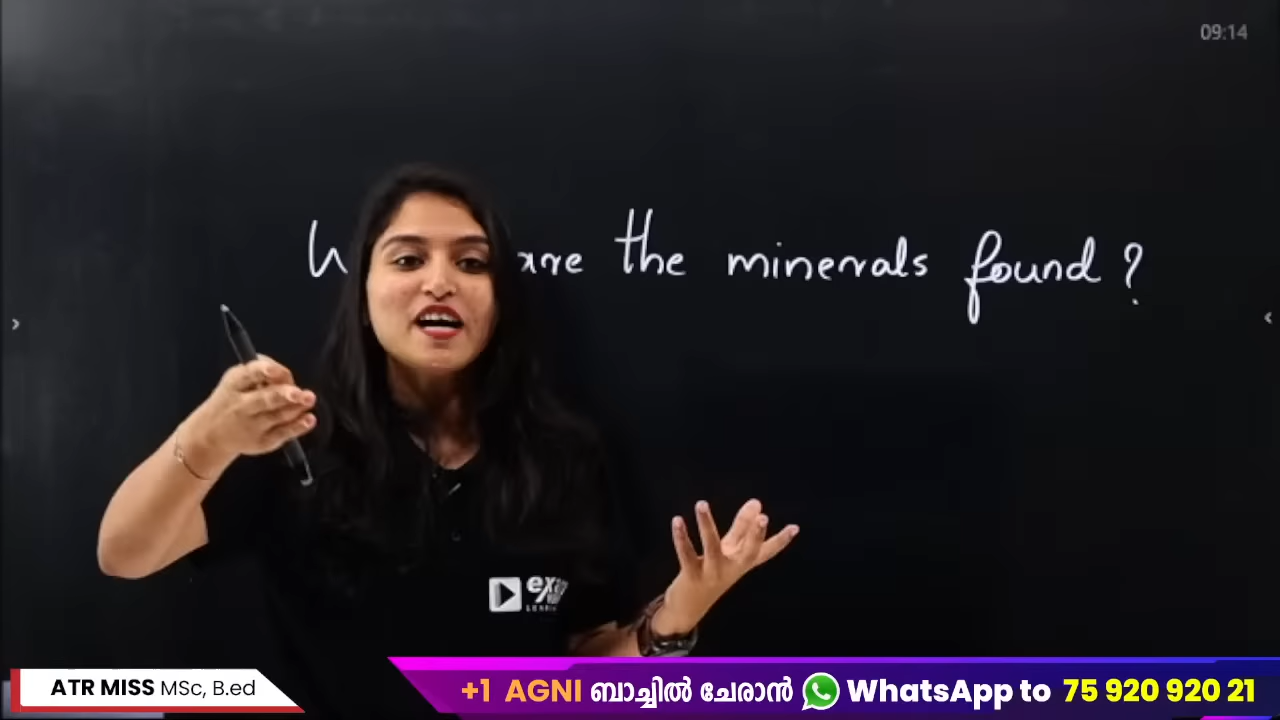 09:14
are the minerals found?
ATR MISS MSc, B.ed
+1 AGNI ബാച്ചിൽ ചേരാൻ WhatsApp to 75 920 920 21